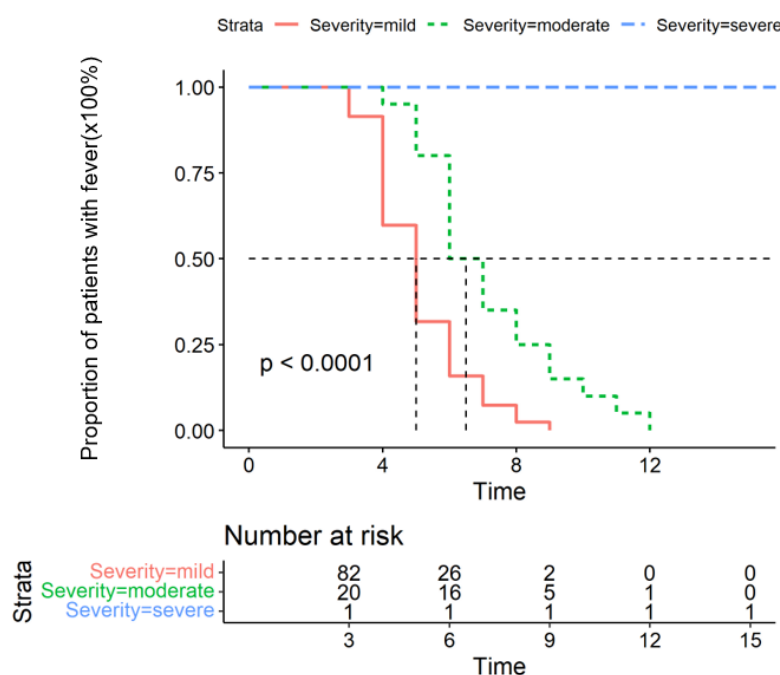 Strata Severity=mild Severity=moderate Severity=severe
Proportion of patients with fever(x100%)
1.00
0.75
0.50
0.25
0.00
p < 0.0001
0 4 8 12
Time
Number at risk
Strata
Severity=mild 82 26 2 0 0
Severity=moderate 20 16 5 1 0
Severity=severe 1 1 1 1 1
3 6 9 12 15
Time